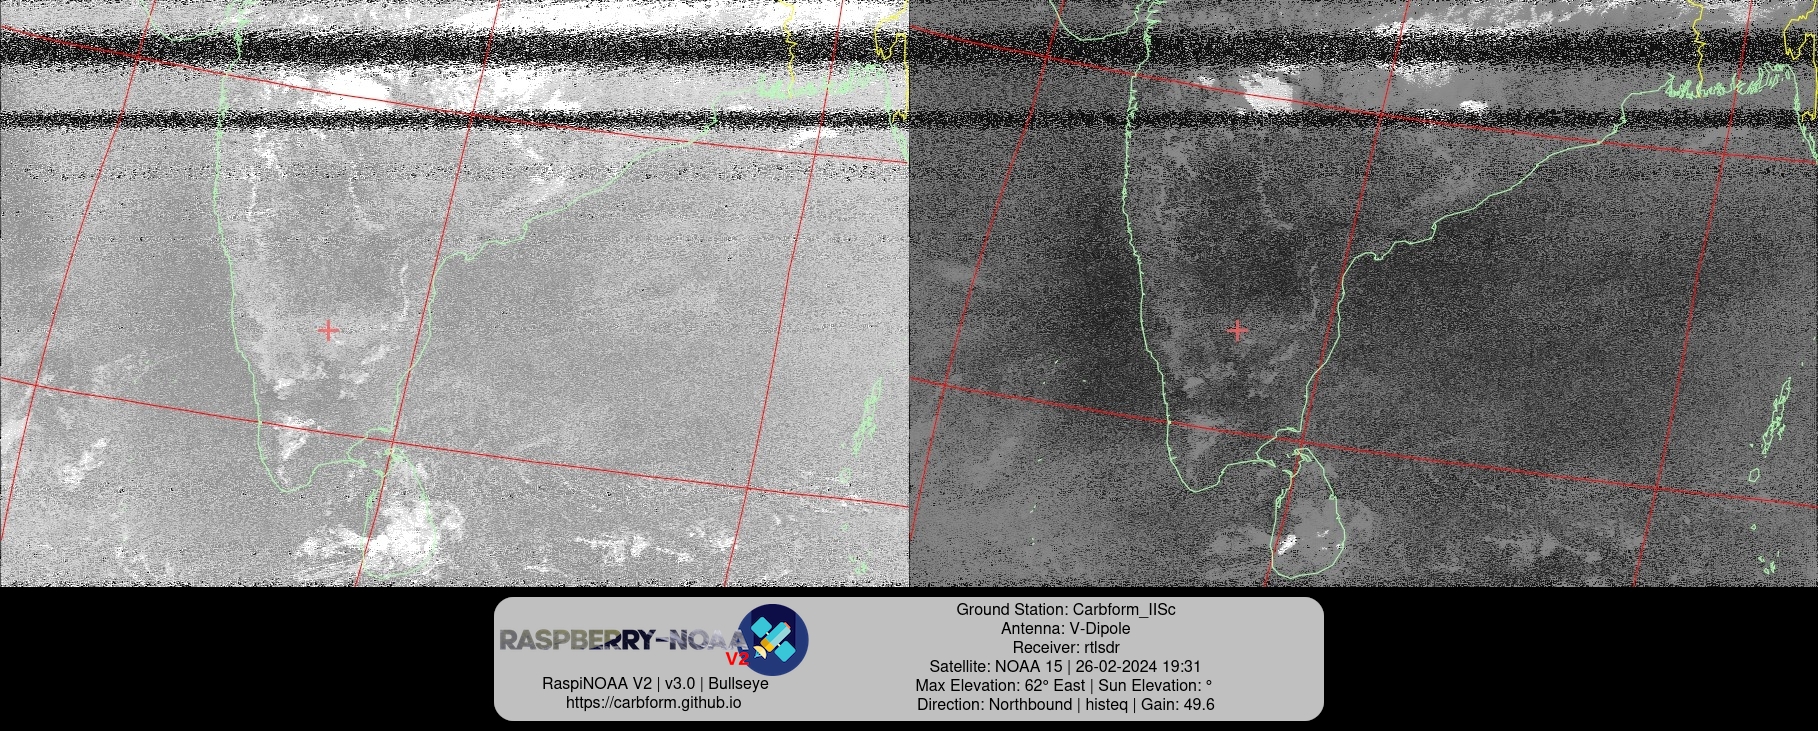 RASPBERRY-NOAA
V2
RaspiNOAA V2 | v3.0 | Bullseye
https://carbform.github.io
Ground Station: Carbform_IISc
Antenna: V-Dipole
Receiver: rtlsdr
Satellite: NOAA 15 | 26-02-2024 19:31
Max Elevation: 62° East | Sun Elevation: °
Direction: Northbound | histeq | Gain: 49.6